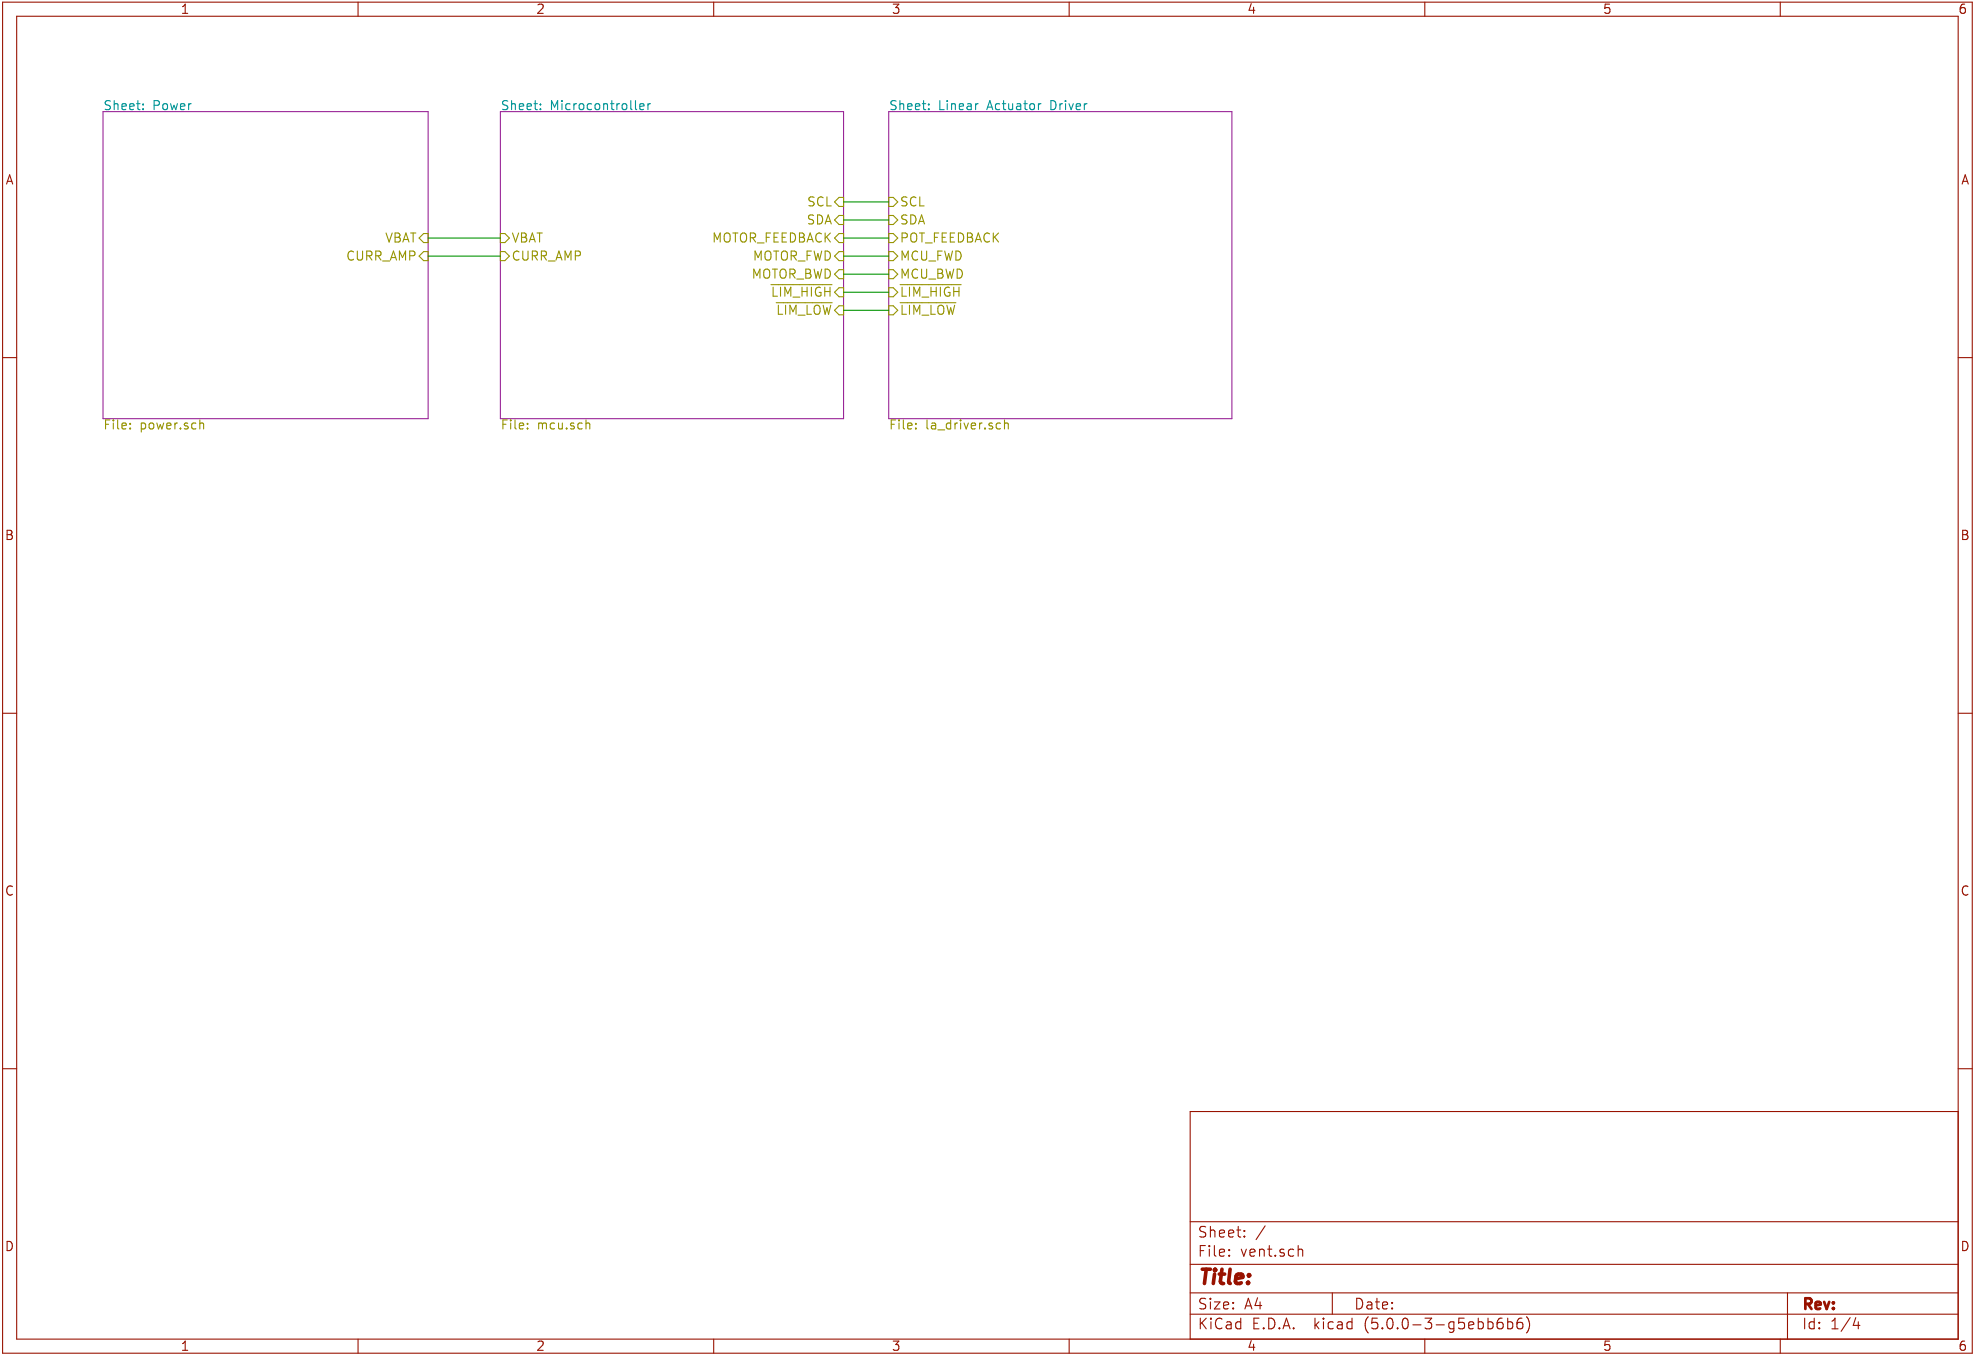 1 2 3 4 5 6
Sheet: Power
Sheet: Microcontroller
Sheet: Linear Actuator Driver
A A
SCL SCL
SDA SDA
VBAT VBAT MOTOR_FEEDBACK POT_FEEDBACK
CURR_AMP CURR_AMP MOTOR_FWD MCU_FWD
MOTOR_BWD MCU_BWD
LIM_HIGH LIM_HIGH
LIM_LOW LIM_LOW
File: power.sch
File: mcu.sch
File: la_driver.sch
B B
C C
D D
Sheet: /
File: vent.sch
Title:
Size: A4 Date: Rev:
KiCad E.D.A. kicad (5.0.0-3-g5ebb6b6) Id: 1/4
1 2 3 4 5 6